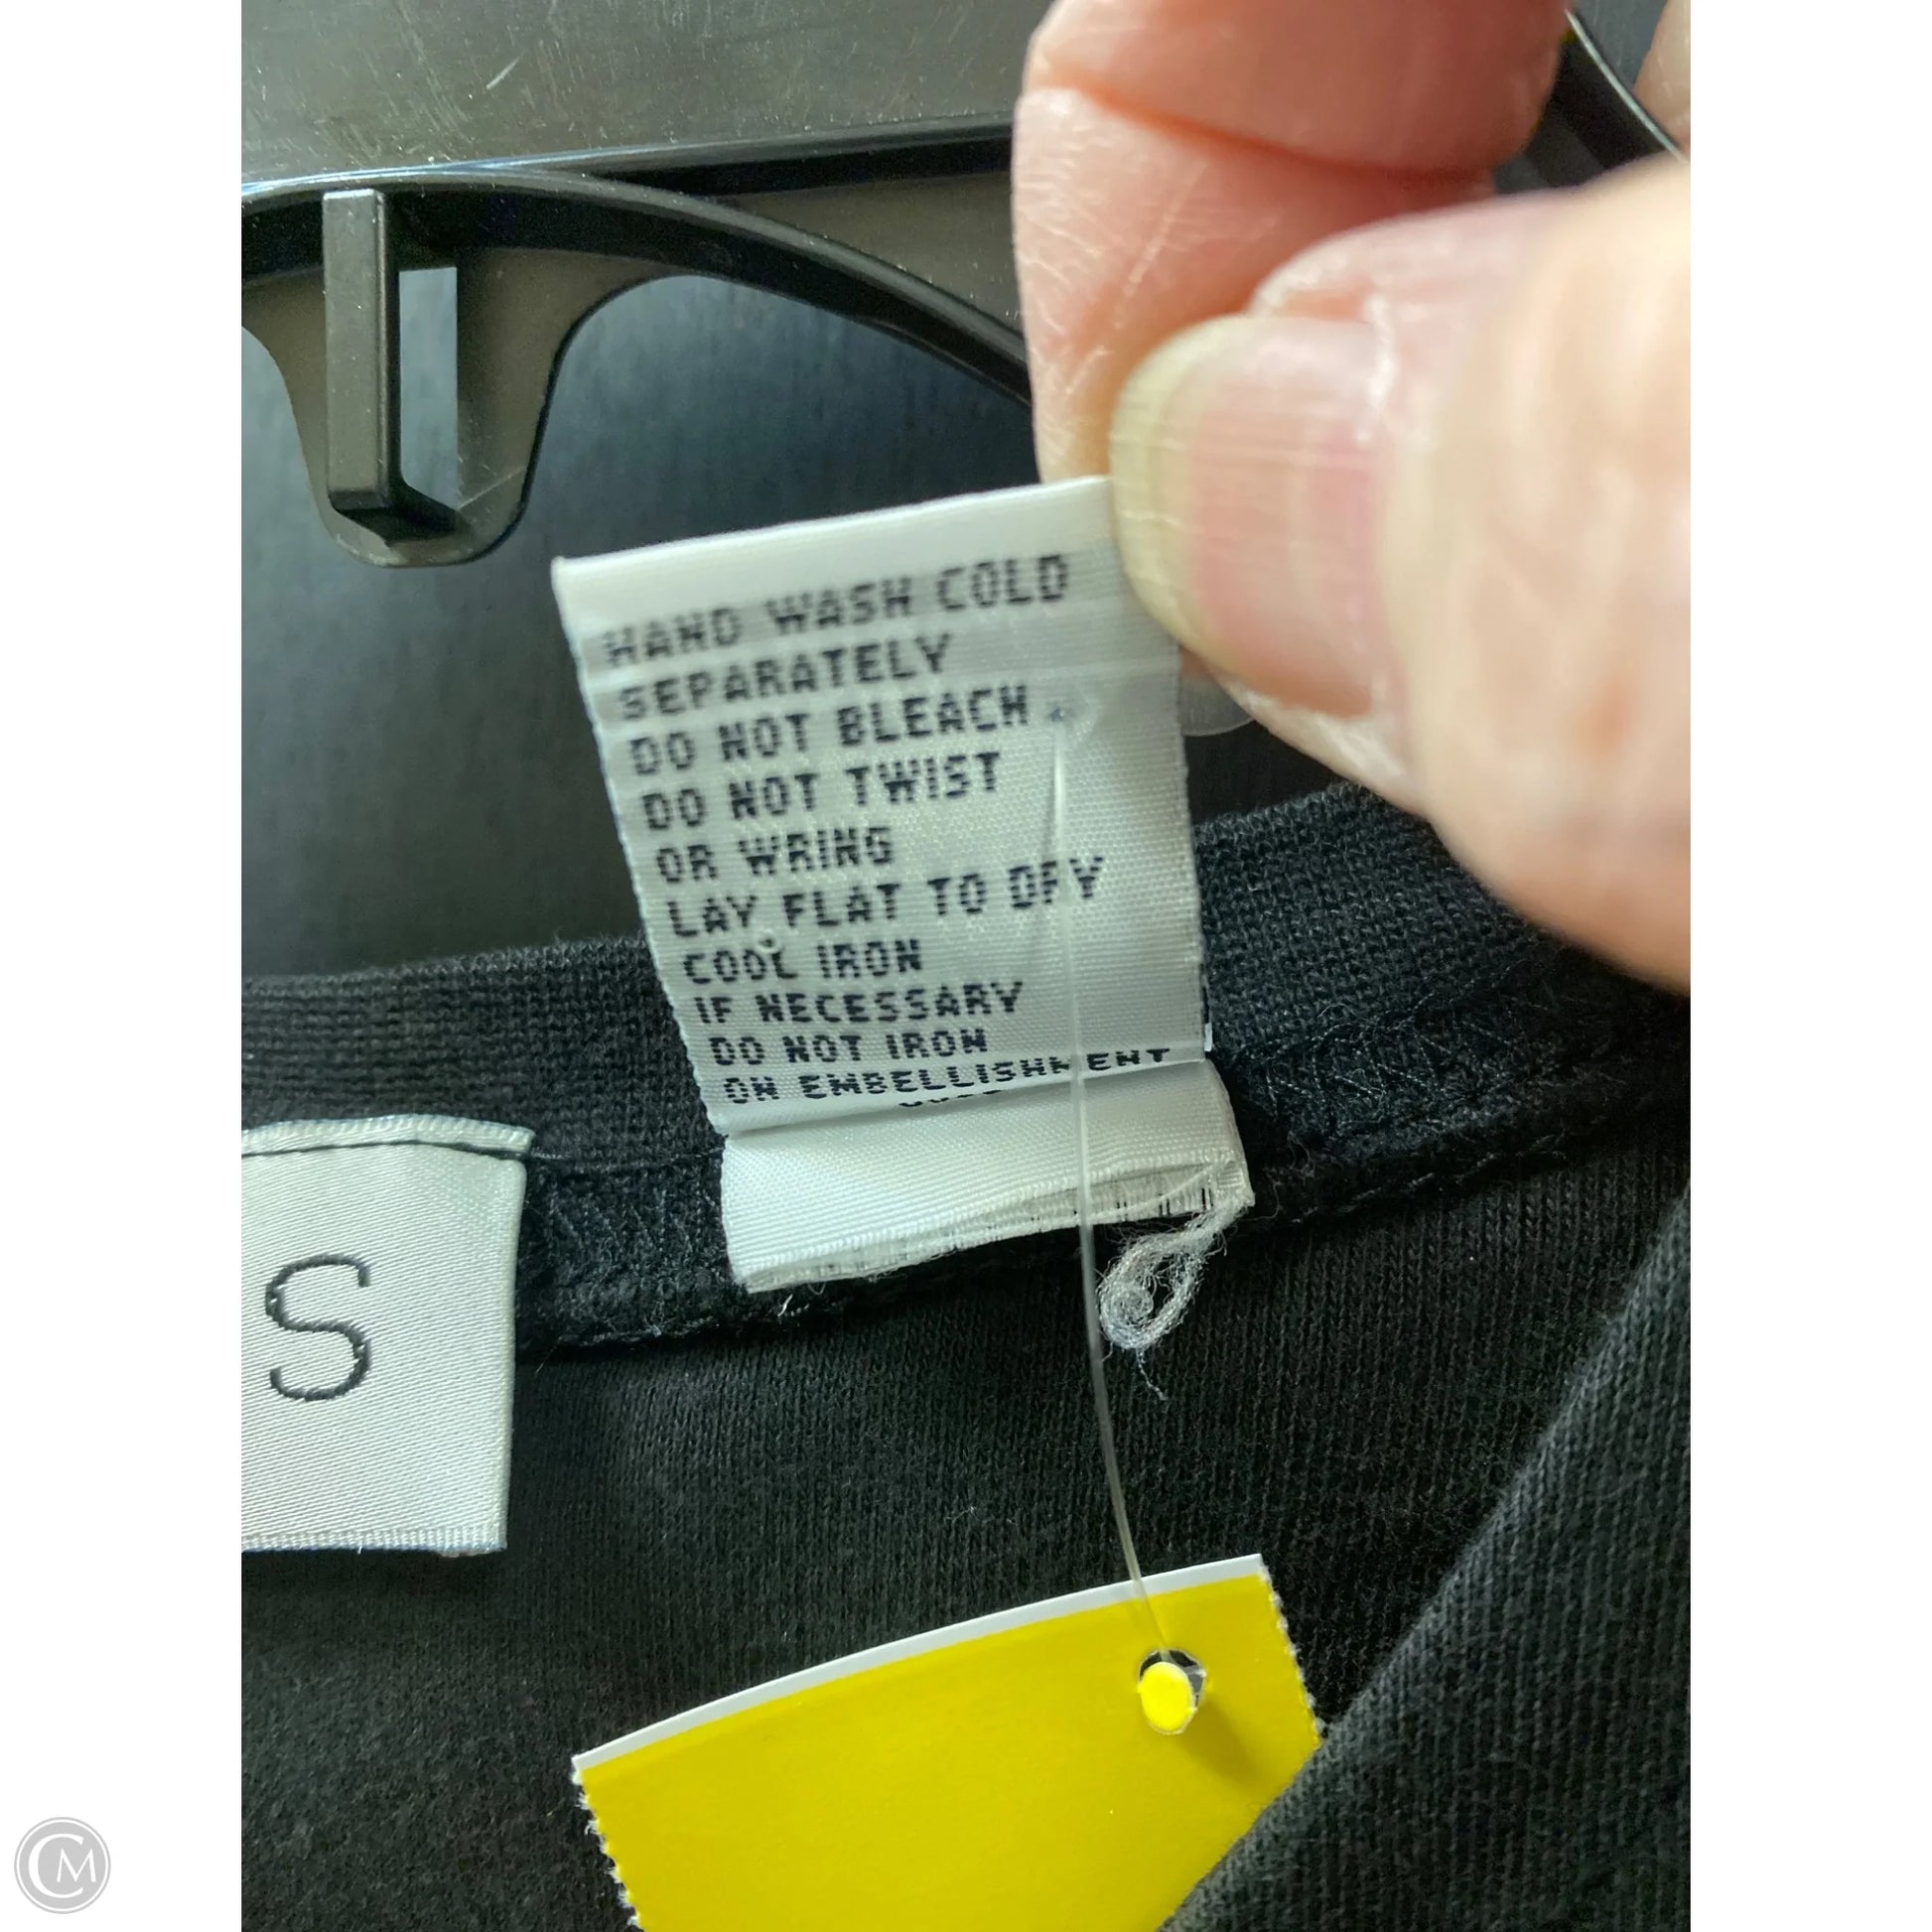 HAND WASH COLD
SEPARATELY
DO NOT BLEACH
DO NOT TWIST
OR WRING
LAY FLAT TO DRY
COOL IRON
IF NECESSARY
DO NOT IRON
ON EMBELLISHMENT
S
CM